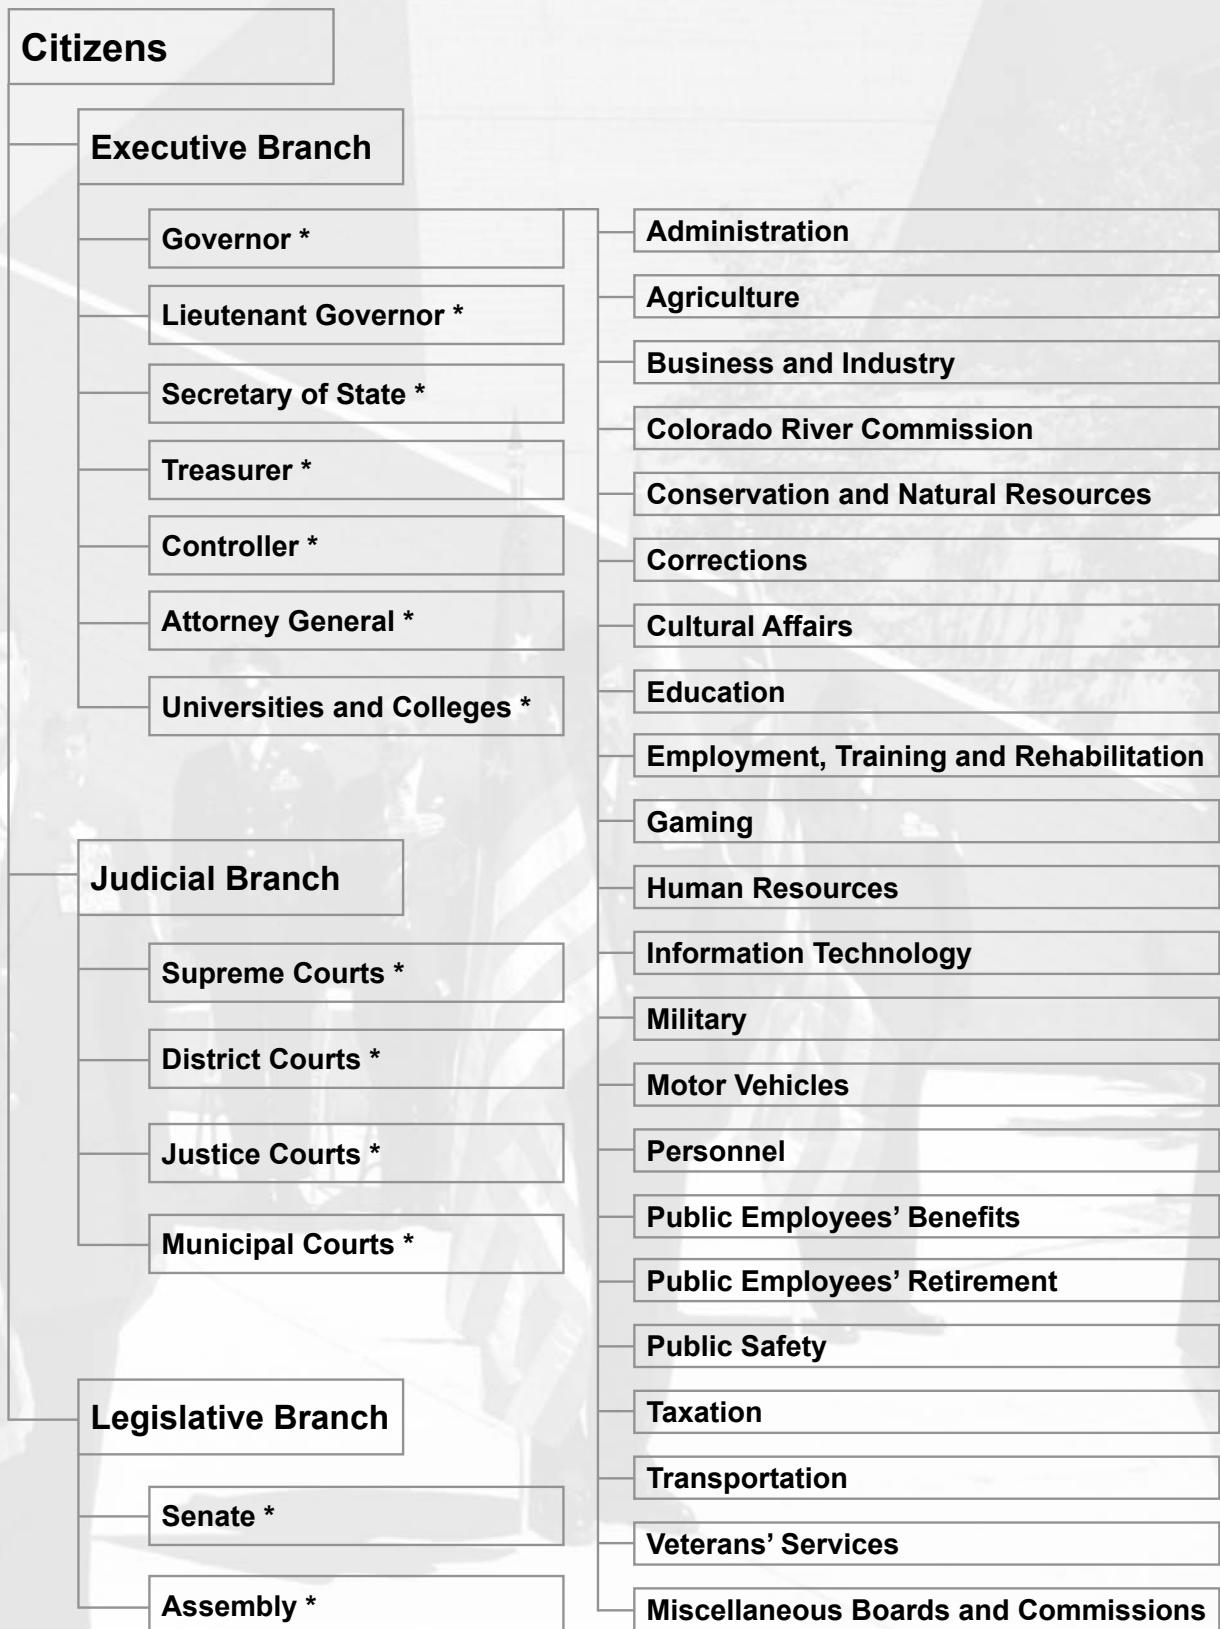 Citizens
Executive Branch
Governor *
Lieutenant Governor *
Secretary of State *
Treasurer *
Controller *
Attorney General *
Universities and Colleges *
Judicial Branch
Supreme Courts *
District Courts *
Justice Courts *
Municipal Courts *
Legislative Branch
Senate *
Assembly *
Administration
Agriculture
Business and Industry
Colorado River Commission
Conservation and Natural Resources
Corrections
Cultural Affairs
Education
Employment, Training and Rehabilitation
Gaming
Human Resources
Information Technology
Military
Motor Vehicles
Personnel
Public Employees’ Benefits
Public Employees’ Retirement
Public Safety
Taxation
Transportation
Veterans’ Services
Miscellaneous Boards and Commissions